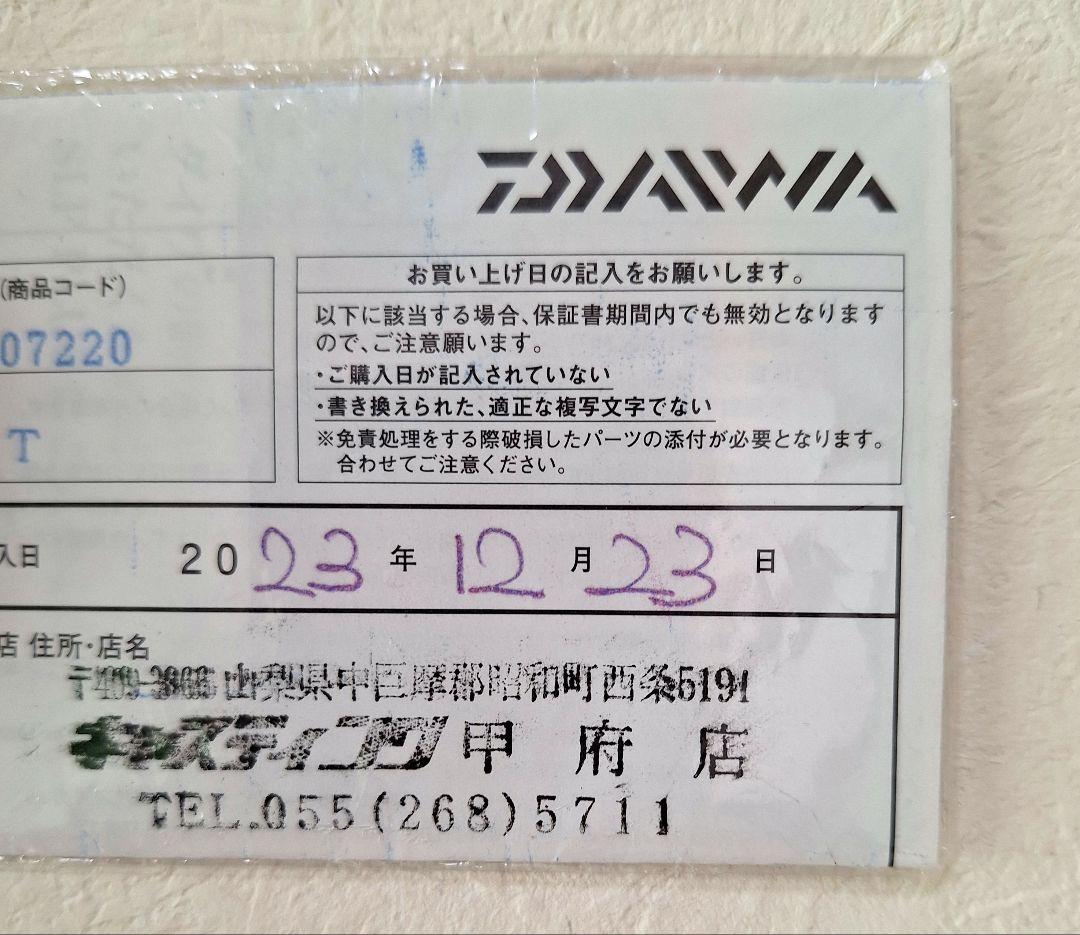 DAIWA
(商品コード)
07220
T
お買い上げ日の記入をお願いします。
以下に該当する場合、保証書期間内でも無効となります
ので、ご注意願います。
・ご購入日が記入されていない
・書き換えられた、適正な複写文字でない
※免責処理をする際破損したパーツの添付が必要となります。
合わせてご注意ください。
入日 2023年12月23日
店 住所・店名
山梨県中巨摩郡昭和町西条5191
キャスティング 甲府店
TEL.055(268)5711